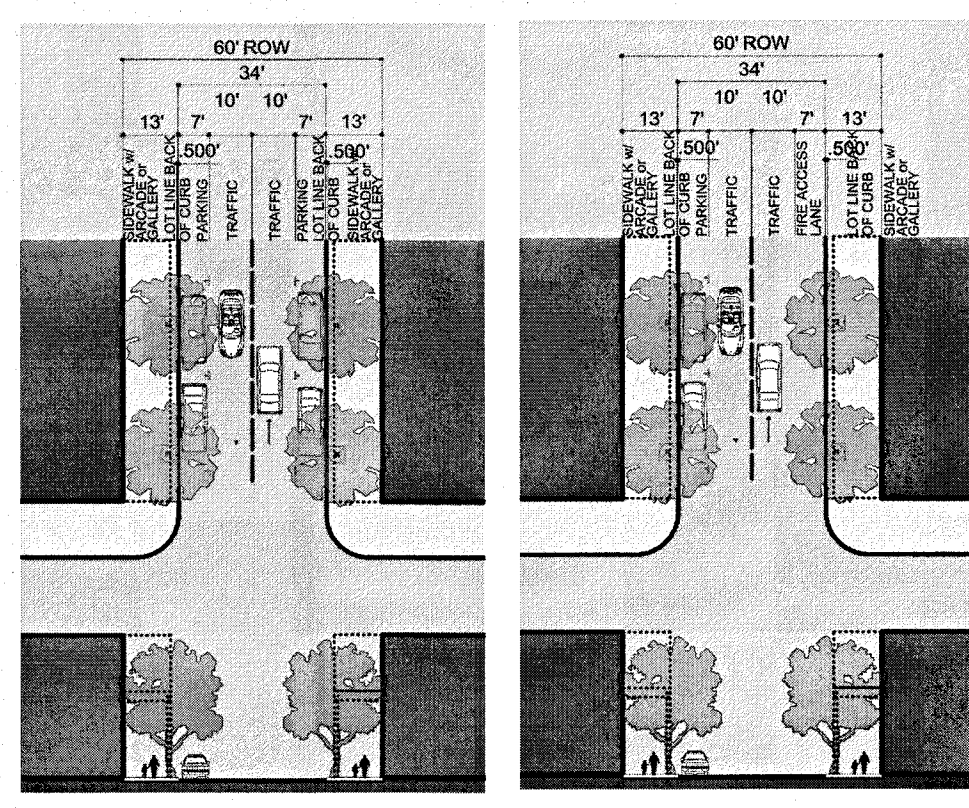 60' ROW
34'
10' 10'
13' 7' 7' 13'
.500' .500'
SIDEWALK w/
ARCADE or
GALLERY
LOT LINE BACK
OF CURB
PARKING
TRAFFIC
TRAFFIC
PARKING
LOT LINE BACK
OF CURB
SIDEWALK w/
ARCADE or
GALLERY
60' ROW
34'
10' 10'
13' 7' 7' 13'
.500' .500'
SIDEWALK w/
ARCADE or
GALLERY
LOT LINE BACK
OF CURB
PARKING
TRAFFIC
TRAFFIC
FIRE ACCESS
LANE
LOT LINE BACK
OF CURB
SIDEWALK w/
ARCADE or
GALLERY